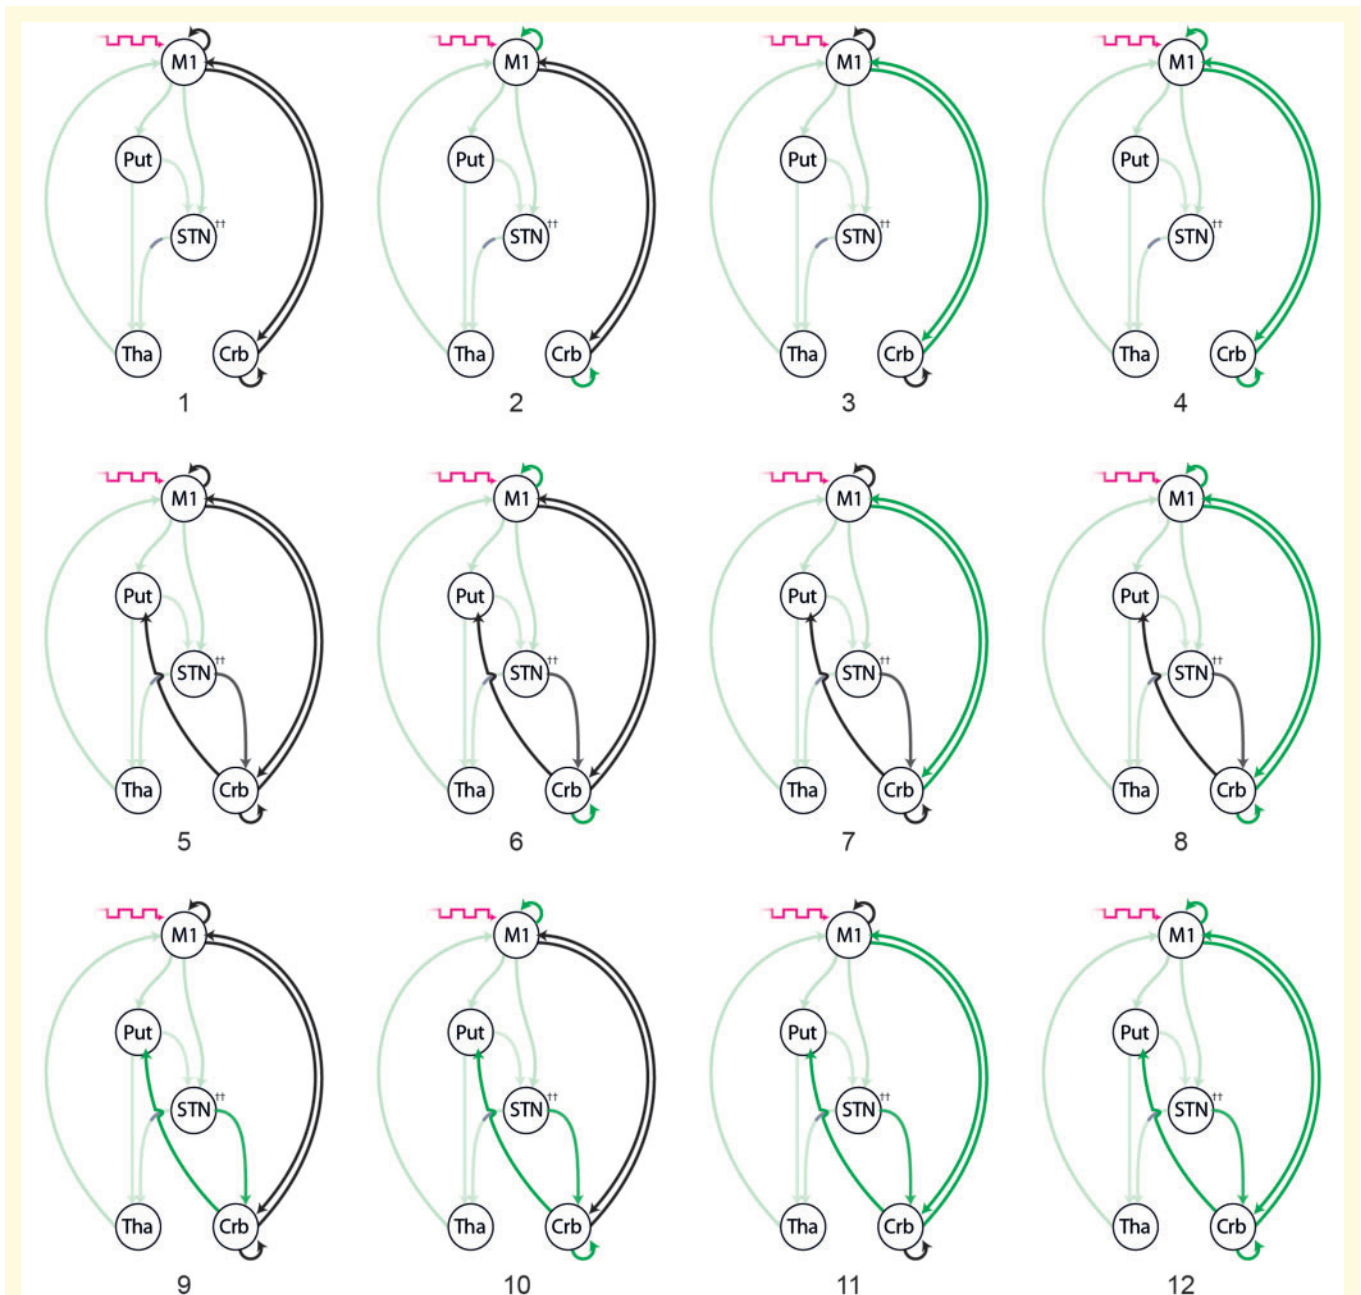 M1 M1 M1 M1
Put Put Put Put
STN†† STN†† STN†† STN††
Tha Crb Tha Crb Tha Crb Tha Crb
1 2 3 4
M1 M1 M1 M1
Put Put Put Put
STN†† STN†† STN†† STN††
Tha Crb Tha Crb Tha Crb Tha Crb
5 6 7 8
M1 M1 M1 M1
Put Put Put Put
STN†† STN†† STN†† STN††
Tha Crb Tha Crb Tha Crb Tha Crb
9 10 11 12